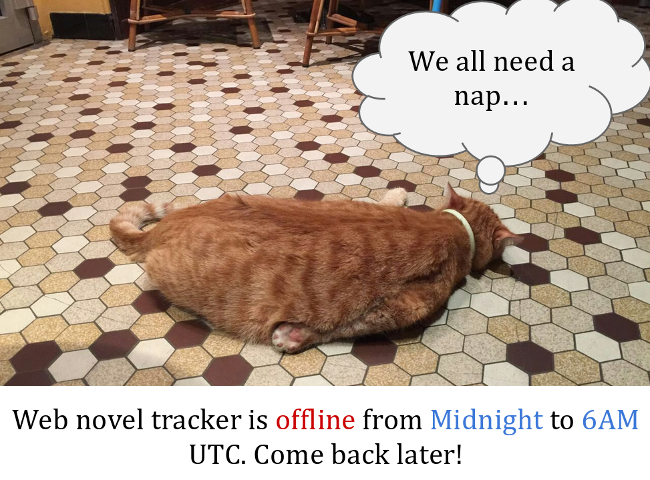 We all need a
nap...
Web novel tracker is offline from Midnight to 6AM
UTC. Come back later!